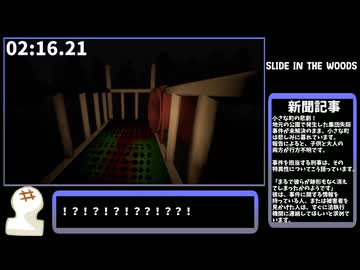 02:16.21
SLIDE IN THE WOODS
新聞記事
小さな町の悲劇！
地元の公園で発生した集団失踪
事件が未解決のまま、小さな町
は悲しみに暮れています。
報告によると、子供と大人の
両方が行方不明です。
事件を担当する刑事は、その
特異性についてこう語っています。
「まるで彼らが跡形もなく消え
てしまったかのようです」
彼は、事件に関する情報を
持っている人、または被害者を
見かけた人は、すぐに法執行
機関に連絡してほしいと求めて
います。
！？！？！？！？！？！